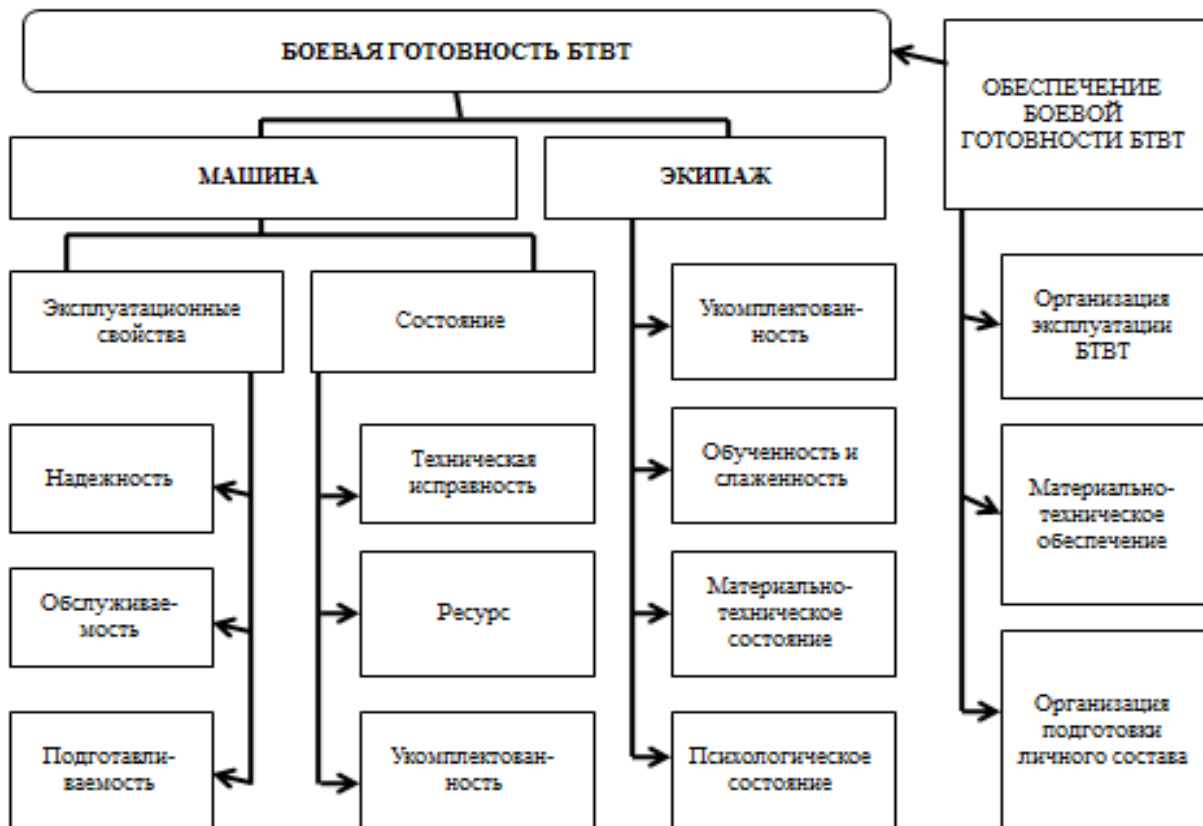 БОЕВАЯ ГОТОВНОСТЬ БТВТ
ОБЕСПЕЧЕНИЕ
БОЕВОЙ
ГОТОВНОСТИ БТВТ
МАШИНА
ЭКИПАЖ
Эксплуатационные
свойства
Состояние
Укомплектован-
ность
Организация
эксплуатации
БТВТ
Надежность
Техническая
исправность
Обученность и
слаженность
Материально-
техническое
обеспечение
Обслуживае-
мость
Ресурс
Материально-
техническое
состояние
Подготавли-
ваемость
Укомплектован-
ность
Психологическое
состояние
Организация
подготовки
личного состава